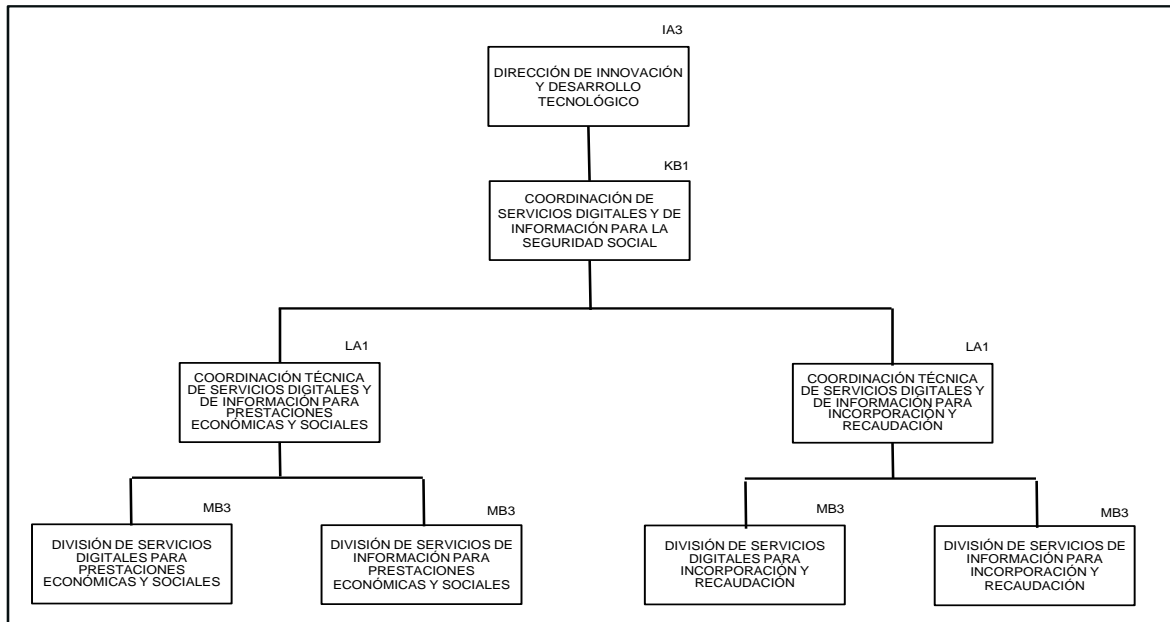 IA3
DIRECCIÓN DE INNOVACIÓN
Y DESARROLLO
TECNOLÓGICO
KB1
COORDINACIÓN DE
SERVICIOS DIGITALES Y DE
INFORMACIÓN PARA LA
SEGURIDAD SOCIAL
LA1
COORDINACIÓN TÉCNICA
DE SERVICIOS DIGITALES Y
DE INFORMACIÓN PARA
PRESTACIONES
ECONÓMICAS Y SOCIALES
LA1
COORDINACIÓN TÉCNICA
DE SERVICIOS DIGITALES Y
DE INFORMACIÓN PARA
INCORPORACIÓN Y
RECAUDACIÓN
MB3
DIVISIÓN DE SERVICIOS
DIGITALES PARA
PRESTACIONES
ECONÓMICAS Y SOCIALES
MB3
DIVISIÓN DE SERVICIOS DE
INFORMACIÓN PARA
PRESTACIONES
ECONÓMICAS Y SOCIALES
MB3
DIVISIÓN DE SERVICIOS
DIGITALES PARA
INCORPORACIÓN Y
RECAUDACIÓN
MB3
DIVISIÓN DE SERVICIOS DE
INFORMACIÓN PARA
INCORPORACIÓN Y
RECAUDACIÓN